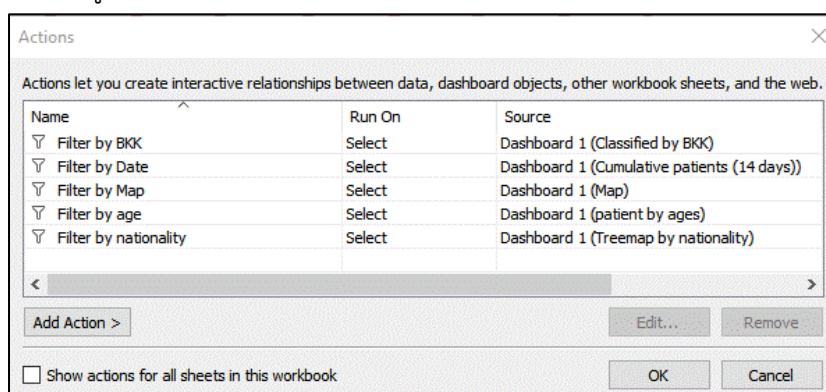 Actions
Actions let you create interactive relationships between data, dashboard objects, other workbook sheets, and the web.
Name Run On Source
Filter by BKK Select Dashboard 1 (Classified by BKK)
Filter by Date Select Dashboard 1 (Cumulative patients (14 days))
Filter by Map Select Dashboard 1 (Map)
Filter by age Select Dashboard 1 (patient by ages)
Filter by nationality Select Dashboard 1 (Treemap by nationality)
Add Action > Edit... Remove
Show actions for all sheets in this workbook OK Cancel